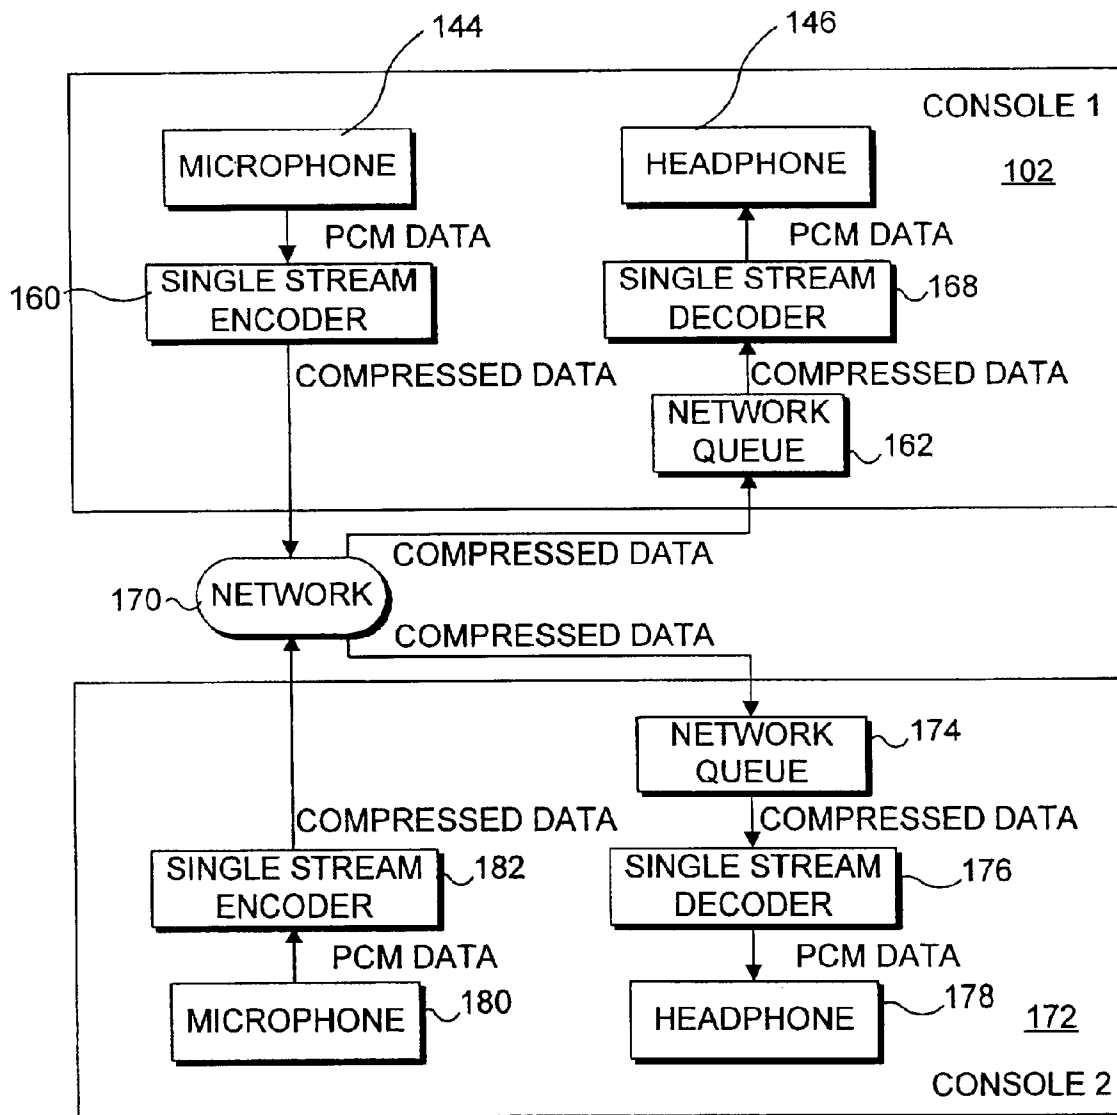 144
146
CONSOLE 1
102
MICROPHONE
HEADPHONE
PCM DATA
PCM DATA
160
SINGLE STREAM
ENCODER
SINGLE STREAM
DECODER
168
COMPRESSED DATA
COMPRESSED DATA
NETWORK
QUEUE
162
COMPRESSED DATA
170
NETWORK
COMPRESSED DATA
NETWORK
QUEUE
174
COMPRESSED DATA
COMPRESSED DATA
SINGLE STREAM
ENCODER
182
SINGLE STREAM
DECODER
176
PCM DATA
PCM DATA
MICROPHONE
180
HEADPHONE
178
172
CONSOLE 2